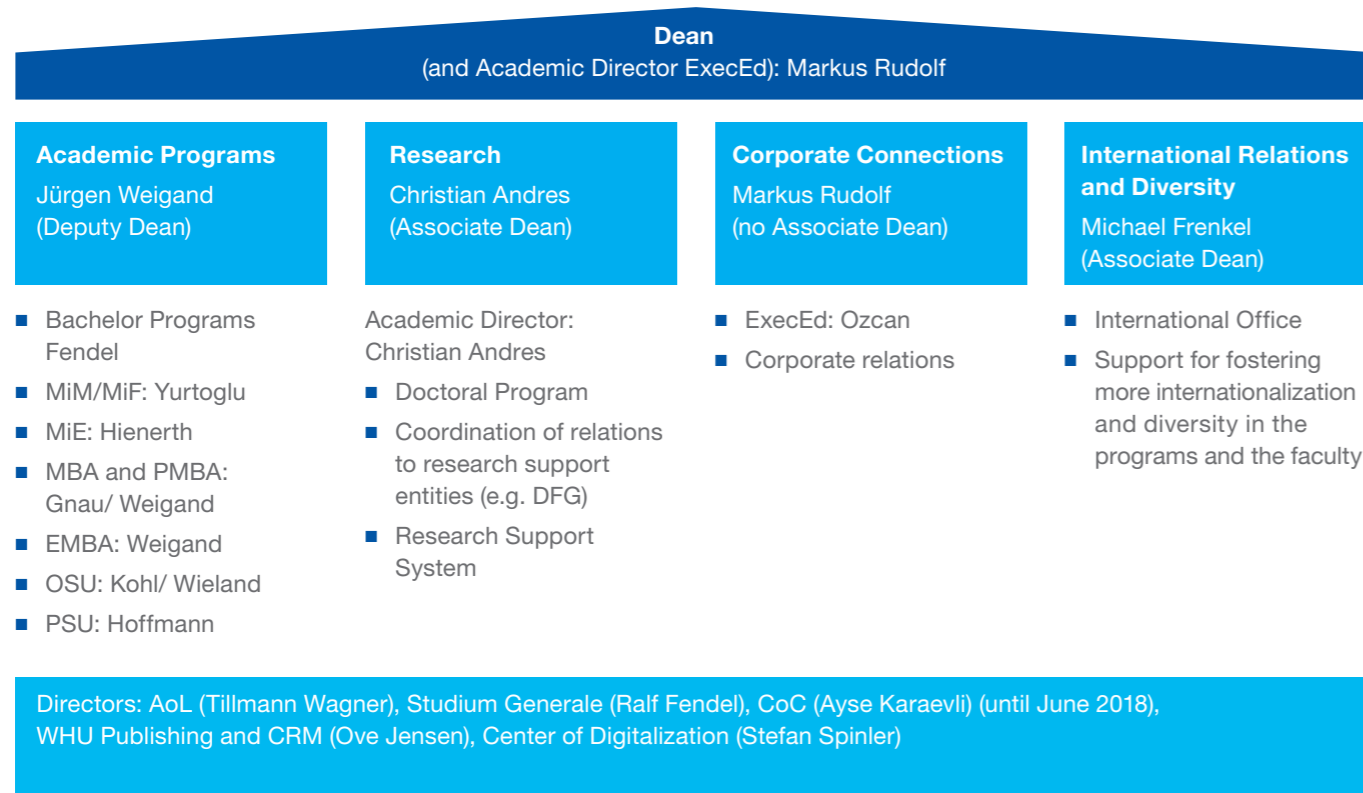 Dean
(and Academic Director ExecEd): Markus Rudolf
Academic Programs
Jürgen Weigand
(Deputy Dean)
Bachelor Programs
Fendel
MiM/MiF: Yurtoglu
MiE: Hienerth
MBA and PMBA:
Gnau/ Weigand
EMBA: Weigand
OSU: Kohl/ Wieland
PSU: Hoffmann
Research
Christian Andres
(Associate Dean)
Academic Director:
Christian Andres
Doctoral Program
Coordination of relations
to research support
entities (e.g. DFG)
Research Support
System
Corporate Connections
Markus Rudolf
(no Associate Dean)
ExecEd: Ozcan
Corporate relations
International Relations
and Diversity
Michael Frenkel
(Associate Dean)
International Office
Support for fostering
more internationalization
and diversity in the
programs and the faculty
Directors: AoL (Tillmann Wagner), Studium Generale (Ralf Fendel), CoC (Ayse Karaevli) (until June 2018),
WHU Publishing and CRM (Ove Jensen), Center of Digitalization (Stefan Spinler)